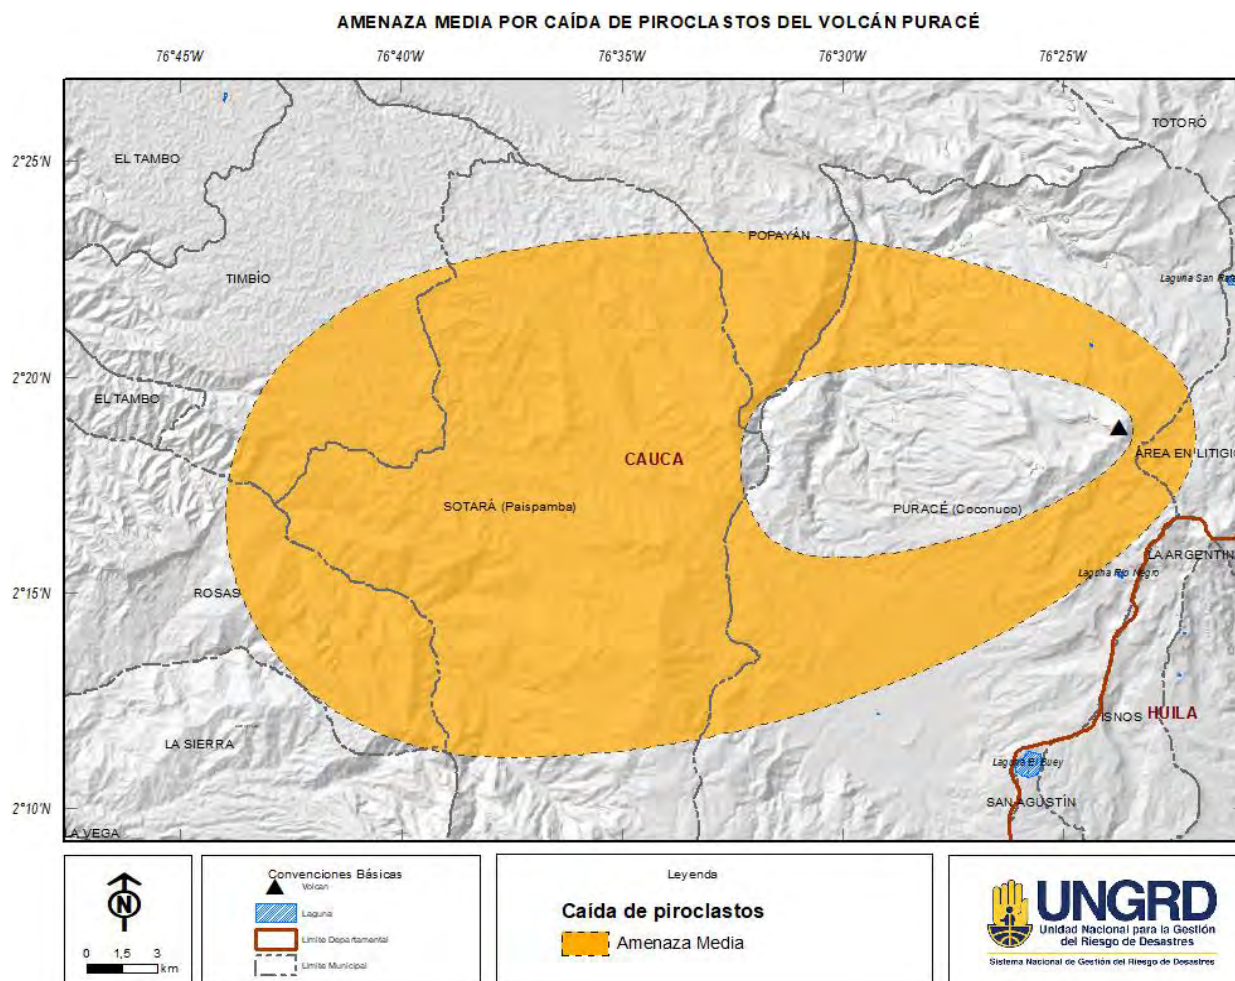 AMENAZA MEDIA POR CAÍDA DE PIROCLASTOS DEL VOLCÁN PURACÉ
76°45'W 76°40'W 76°35'W 76°30'W 76°25'W
TOTORÓ
2°25'N
EL TAMBO
POPAYÁN
TIMBÍO
Laguna San Rafa
2°20'N
EL TAMBO
CAUCA
ÁREA EN LITIGIO
SOTARÁ (Paispamba)
PURACÉ (Coconuco)
LA ARGENTIN
Laguna Rio Negro
2°15'N
ROSAS
ISNOS
HUILA
LA SIERRA
Laguna El Buey
SAN AGUSTÍN
2°10'N
LA VEGA
N
0 1,5 3
km
Convenciones Básicas
Volcan
Laguna
Limite Departamental
Limite Municipal
Leyenda
Caída de piroclastos
Amenaza Media
UNGRD
Unidad Nacional para la Gestión
del Riesgo de Desastres
Sistema Nacional de Gestión del Riesgo de Desastres